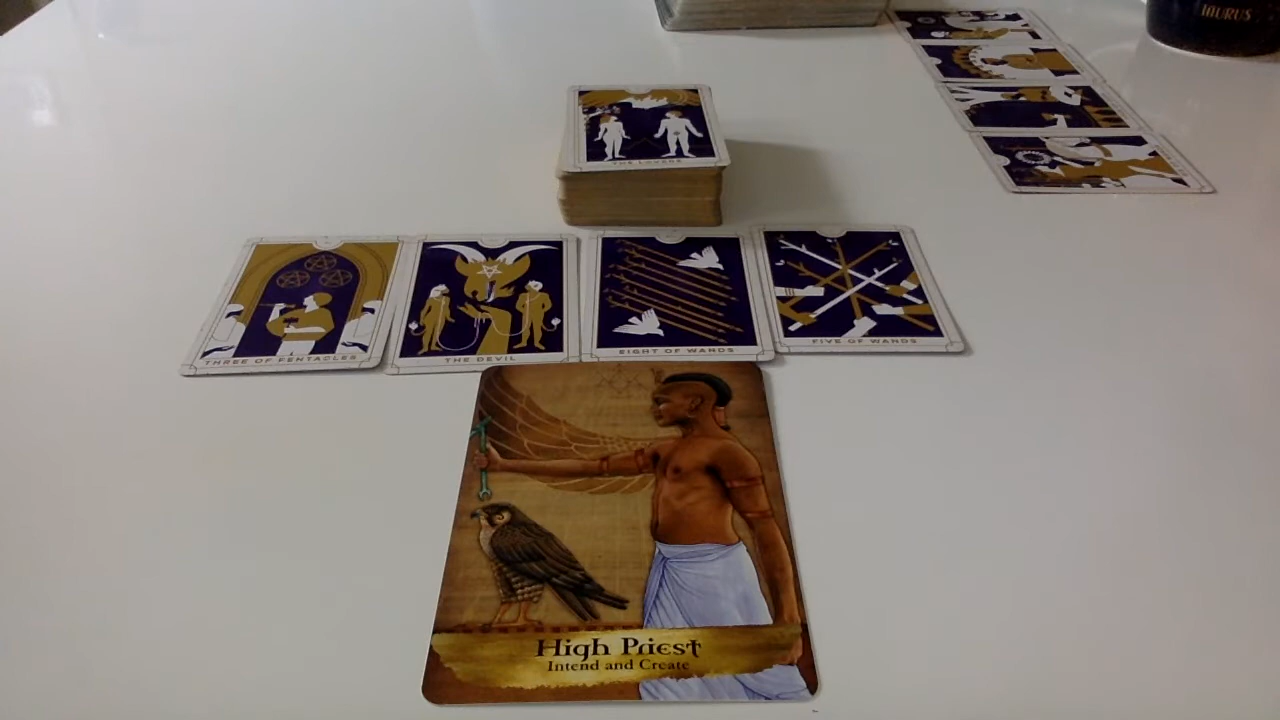 TAURUS
THE LOVERS
THREE OF PENTACLES
THE DEVIL
EIGHT OF WANDS
FIVE OF WANDS
High Priest
Intend and Create